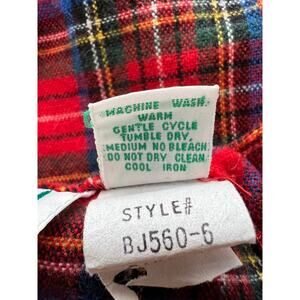 MACHINE WASH
WARM
GENTLE CYCLE
TUMBLE DRY,
MEDIUM NO BLEACH
DO NOT DRY CLEAN
COOL IRON
STYLE#
BJ560-6